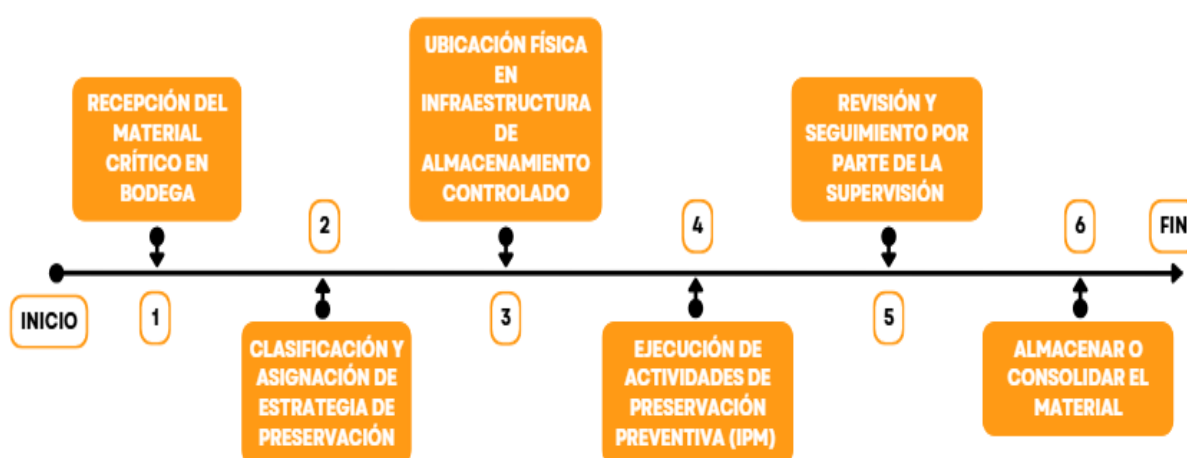 INICIO
1
RECEPCIÓN DEL
MATERIAL
CRÍTICO EN
BODEGA
2
CLASIFICACIÓN Y
ASIGNACIÓN DE
ESTRATEGIA DE
PRESERVACIÓN
3
UBICACIÓN FÍSICA
EN
INFRAESTRUCTURA
DE
ALMACENAMIENTO
CONTROLADO
4
EJECUCIÓN DE
ACTIVIDADES DE
PRESERVACIÓN
PREVENTIVA (IPM)
5
REVISIÓN Y
SEGUIMIENTO POR
PARTE DE LA
SUPERVISIÓN
6
ALMACENAR O
CONSOLIDAR EL
MATERIAL
FIN